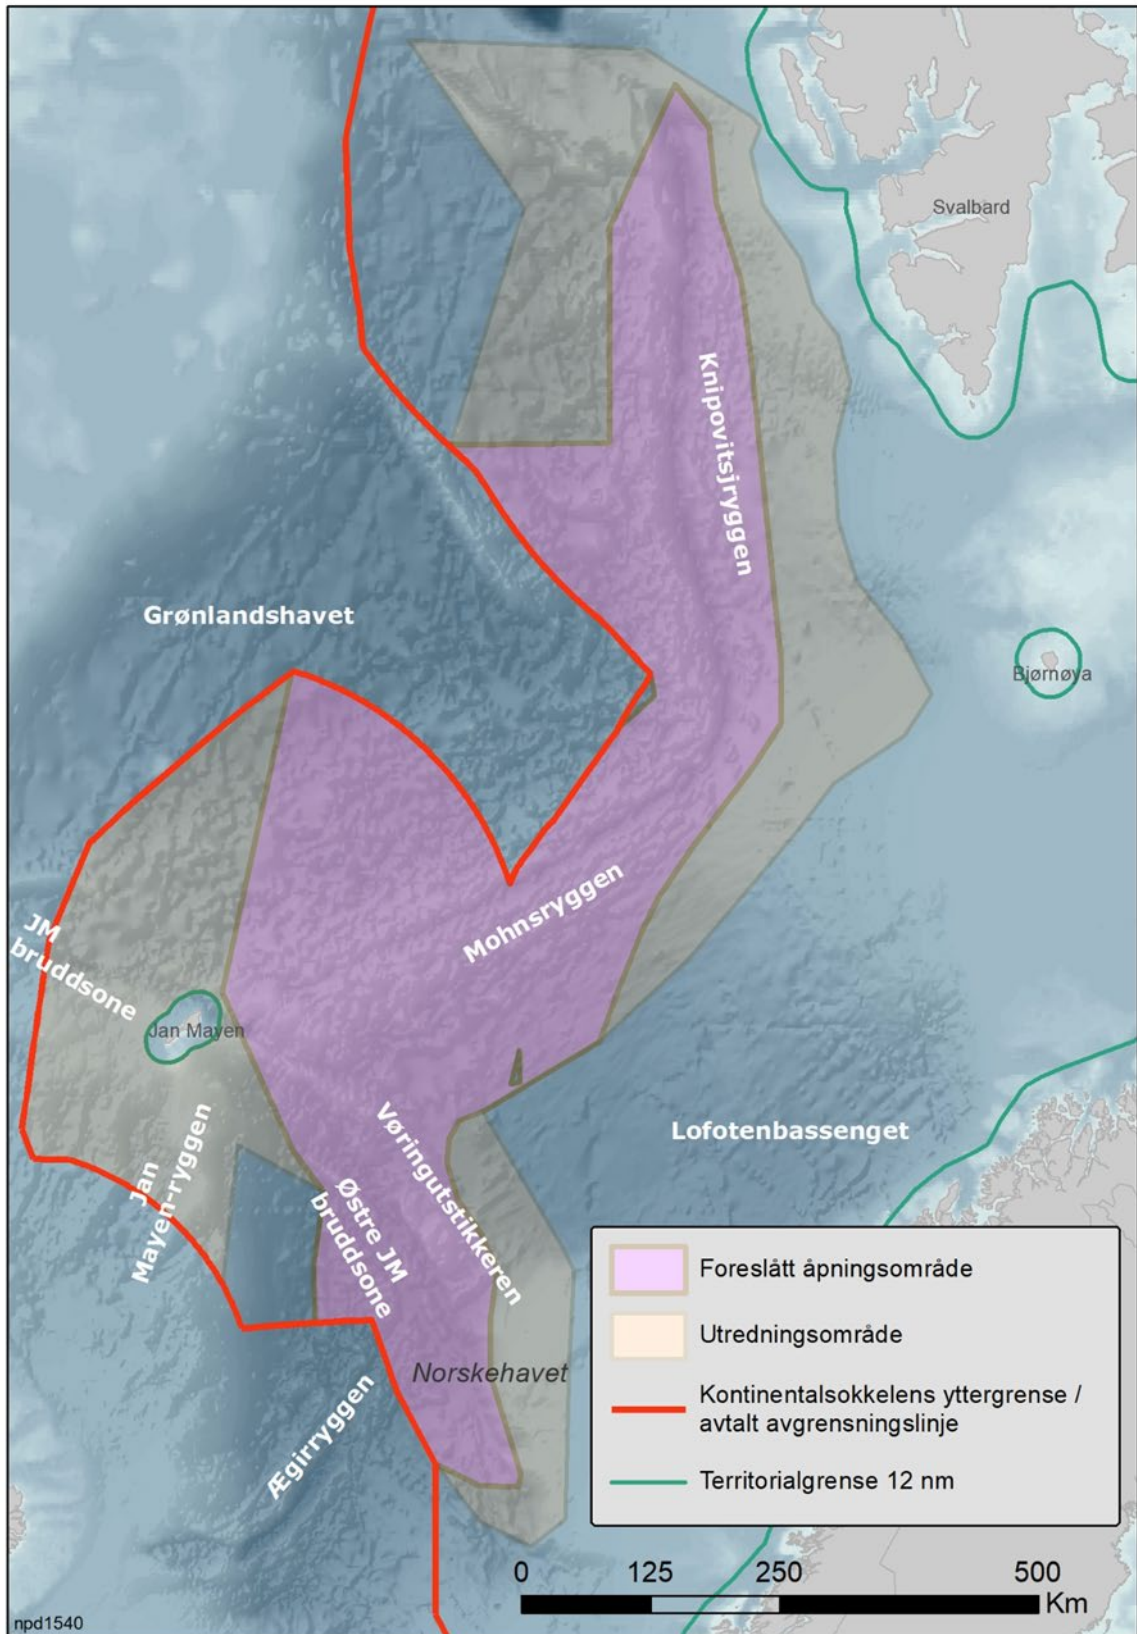 Svalbard
Knipovitsjryggen
Grønlandshavet
Bjørnøya
Mohnsryggen
JM
bruddsone
Jan Mayen
Jan
Mayen-ryggen
Vøringutstikkeren
Lofotenbassenget
Østre JM
bruddsone
Norskehavet
Ægirryggen
Foreslått åpningsområde
Utredningsområde
Kontinentalsokkelens yttergrense /
avtalt avgrensningslinje
Territorialgrense 12 nm
0 125 250 500
Km
npd1540